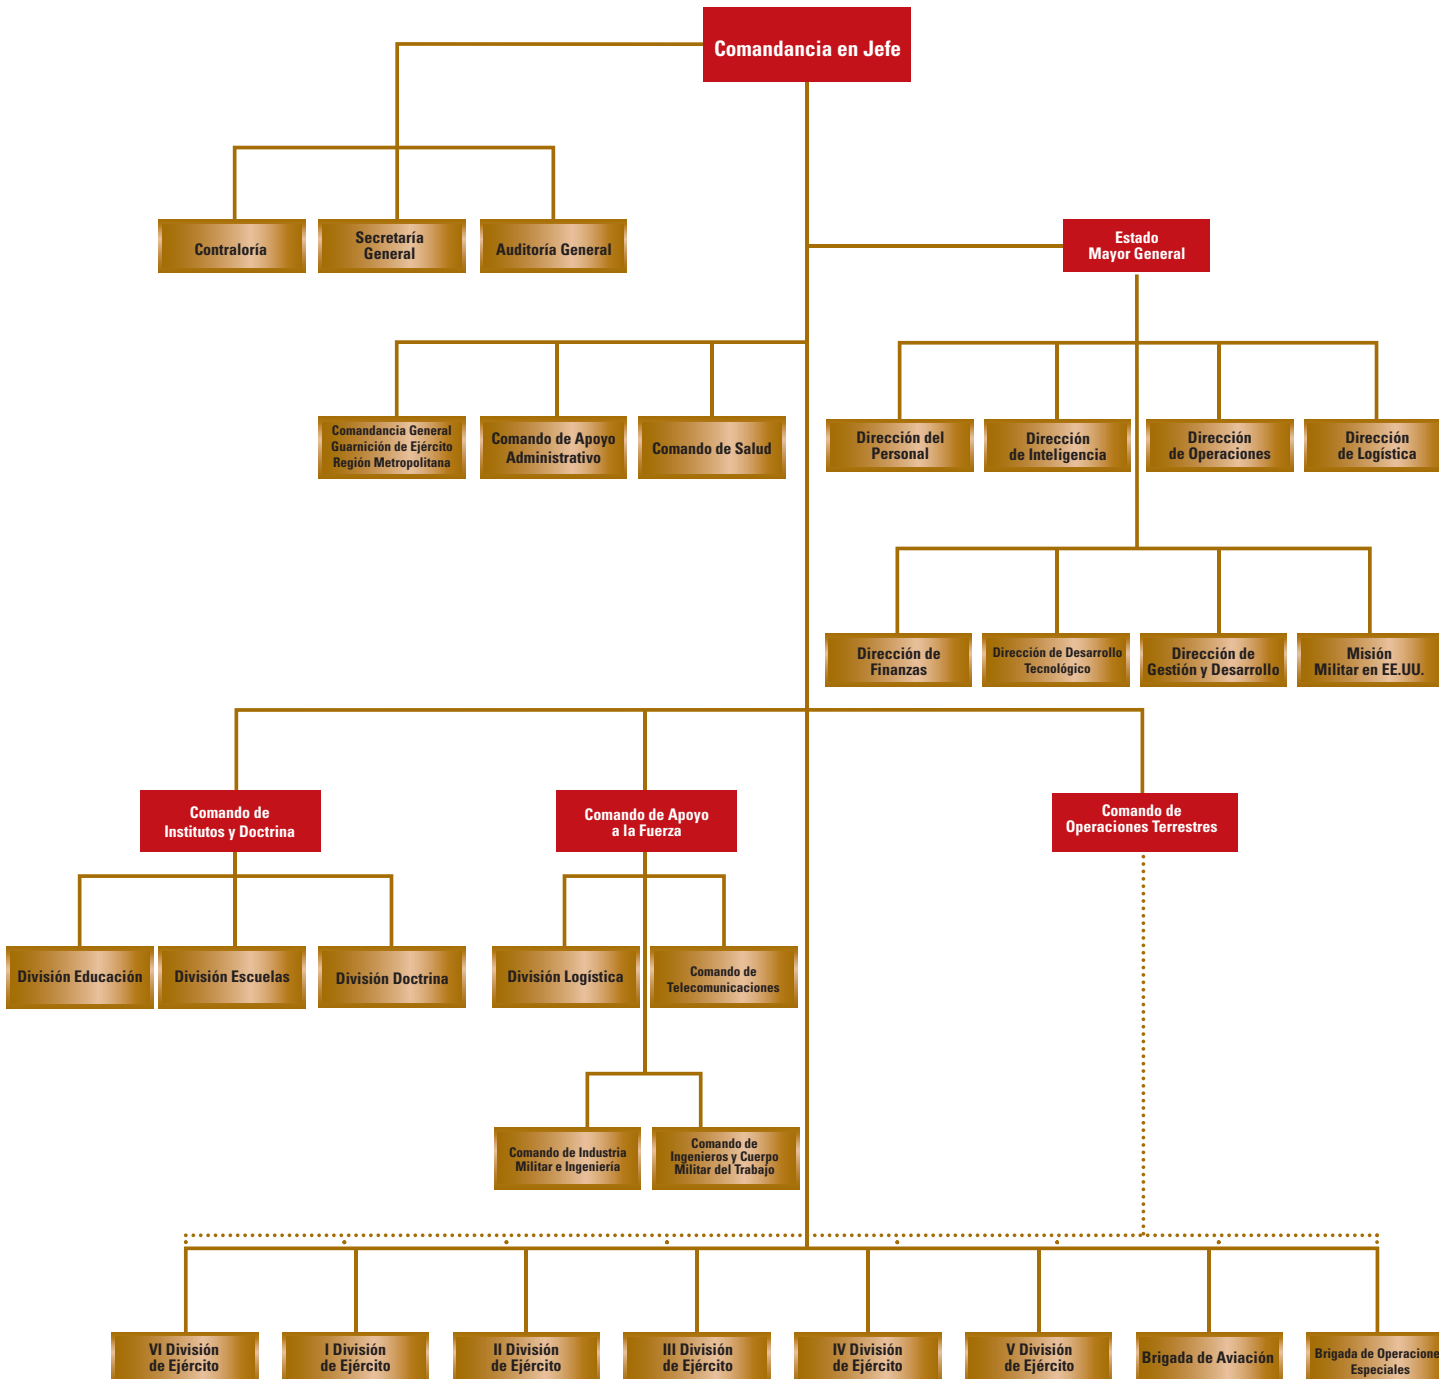 Comandancia en Jefe
Contraloría
Secretaría
General
Auditoría General
Estado
Mayor General
Comandancia General
Guarnición de Ejército
Región Metropolitana
Comando de Apoyo
Administrativo
Comando de Salud
Dirección del
Personal
Dirección
de Inteligencia
Dirección
de Operaciones
Dirección
de Logística
Dirección de
Finanzas
Dirección de Desarrollo
Tecnológico
Dirección de
Gestión y Desarrollo
Misión
Militar en EE.UU.
Comando de
Institutos y Doctrina
Comando de Apoyo
a la Fuerza
Comando de
Operaciones Terrestres
División Educación
División Escuelas
División Doctrina
División Logística
Comando de
Telecomunicaciones
Comando de Industria
Militar e Ingeniería
Comando de
Ingenieros y Cuerpo
Militar del Trabajo
VI División
de Ejército
I División
de Ejército
II División
de Ejército
III División
de Ejército
IV División
de Ejército
V División
de Ejército
Brigada de Aviación
Brigada de Operacione
Especiales